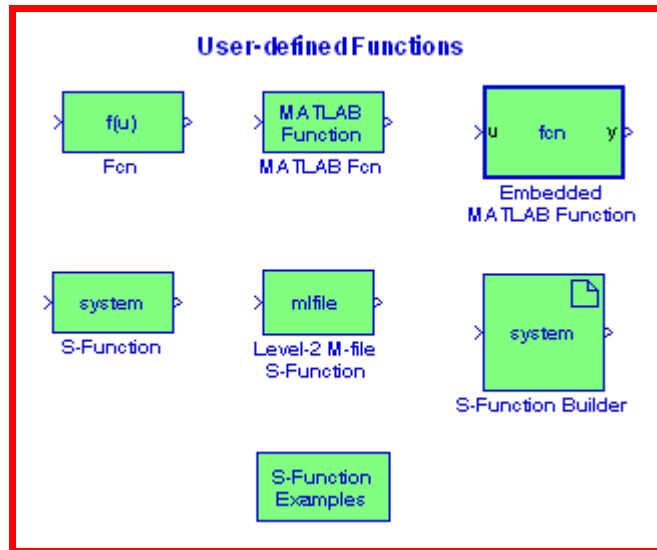 User-defined Functions
f(u)
Fcn
MATLAB
Function
MATLAB Fcn
u fcn y
Embedded
MATLAB Function
system
S-Function
mlfile
Level-2 M-file
S-Function
system
S-Function Builder
S-Function
Examples